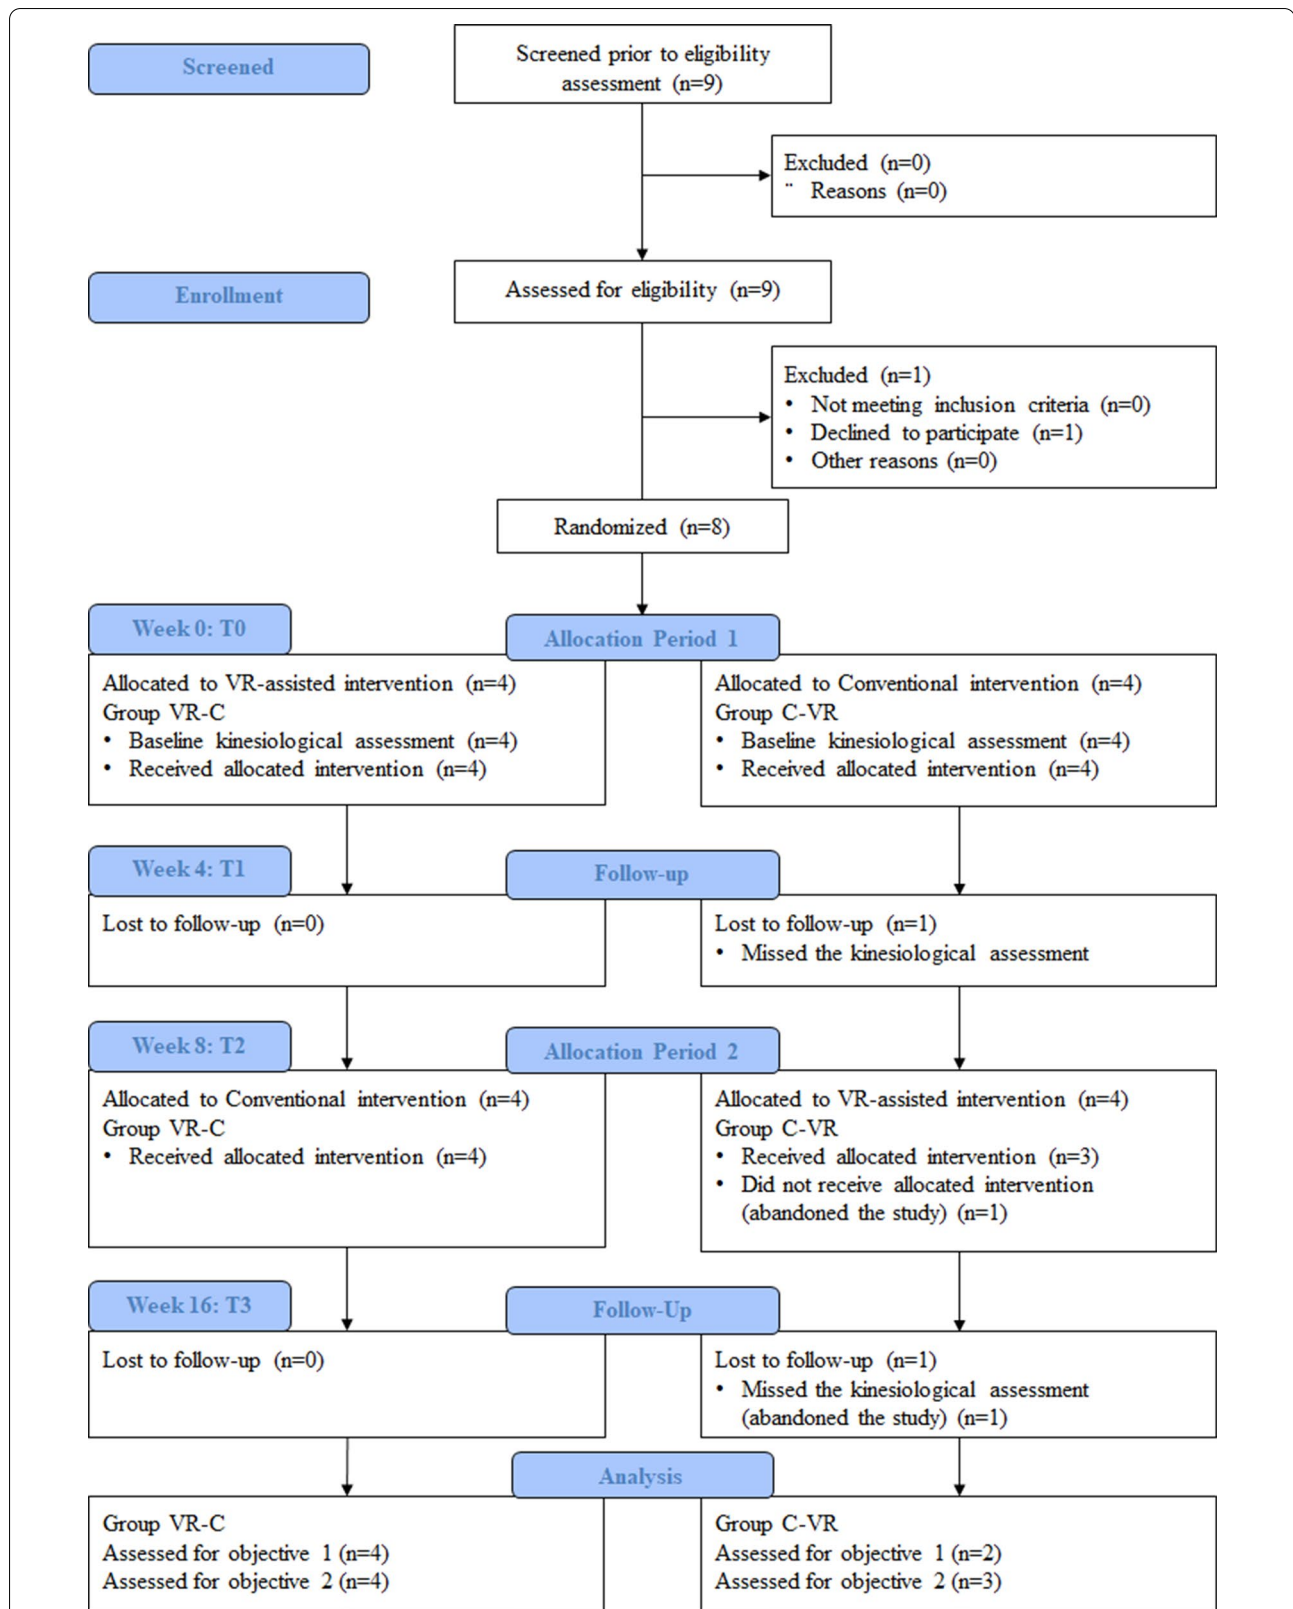 Screened
Screened prior to eligibility
assessment (n=9)
Excluded (n=0)
¨ Reasons (n=0)
Enrollment
Assessed for eligibility (n=9)
Excluded (n=1)
• Not meeting inclusion criteria (n=0)
• Declined to participate (n=1)
• Other reasons (n=0)
Randomized (n=8)
Week 0: T0
Allocation Period 1
Allocated to VR-assisted intervention (n=4)
Group VR-C
• Baseline kinesiological assessment (n=4)
• Received allocated intervention (n=4)
Allocated to Conventional intervention (n=4)
Group C-VR
• Baseline kinesiological assessment (n=4)
• Received allocated intervention (n=4)
Week 4: T1
Follow-up
Lost to follow-up (n=0)
Lost to follow-up (n=1)
• Missed the kinesiological assessment
Week 8: T2
Allocation Period 2
Allocated to Conventional intervention (n=4)
Group VR-C
• Received allocated intervention (n=4)
Allocated to VR-assisted intervention (n=4)
Group C-VR
• Received allocated intervention (n=3)
• Did not receive allocated intervention
(abandoned the study) (n=1)
Week 16: T3
Follow-Up
Lost to follow-up (n=0)
Lost to follow-up (n=1)
• Missed the kinesiological assessment
(abandoned the study) (n=1)
Analysis
Group VR-C
Assessed for objective 1 (n=4)
Assessed for objective 2 (n=4)
Group C-VR
Assessed for objective 1 (n=2)
Assessed for objective 2 (n=3)